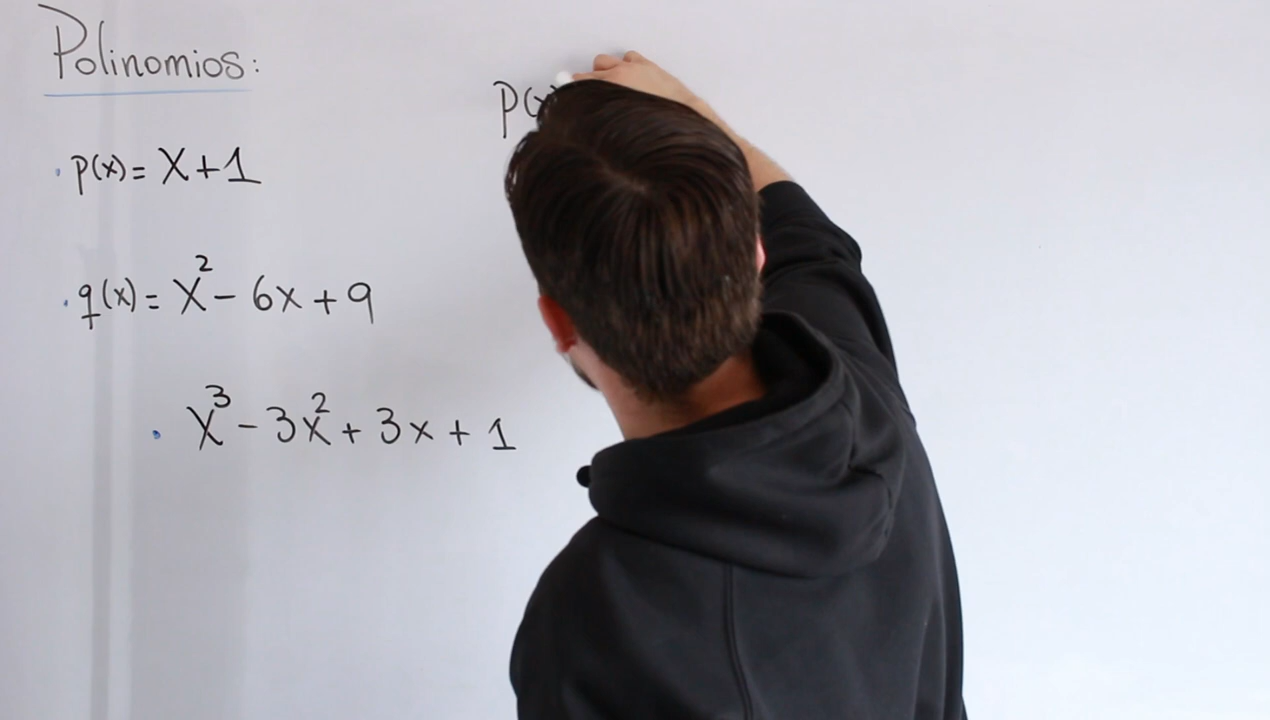 Polinomios:
· p(x) = x + 1
· q(x) = x² - 6x + 9
· x³ - 3x² + 3x + 1
p(x